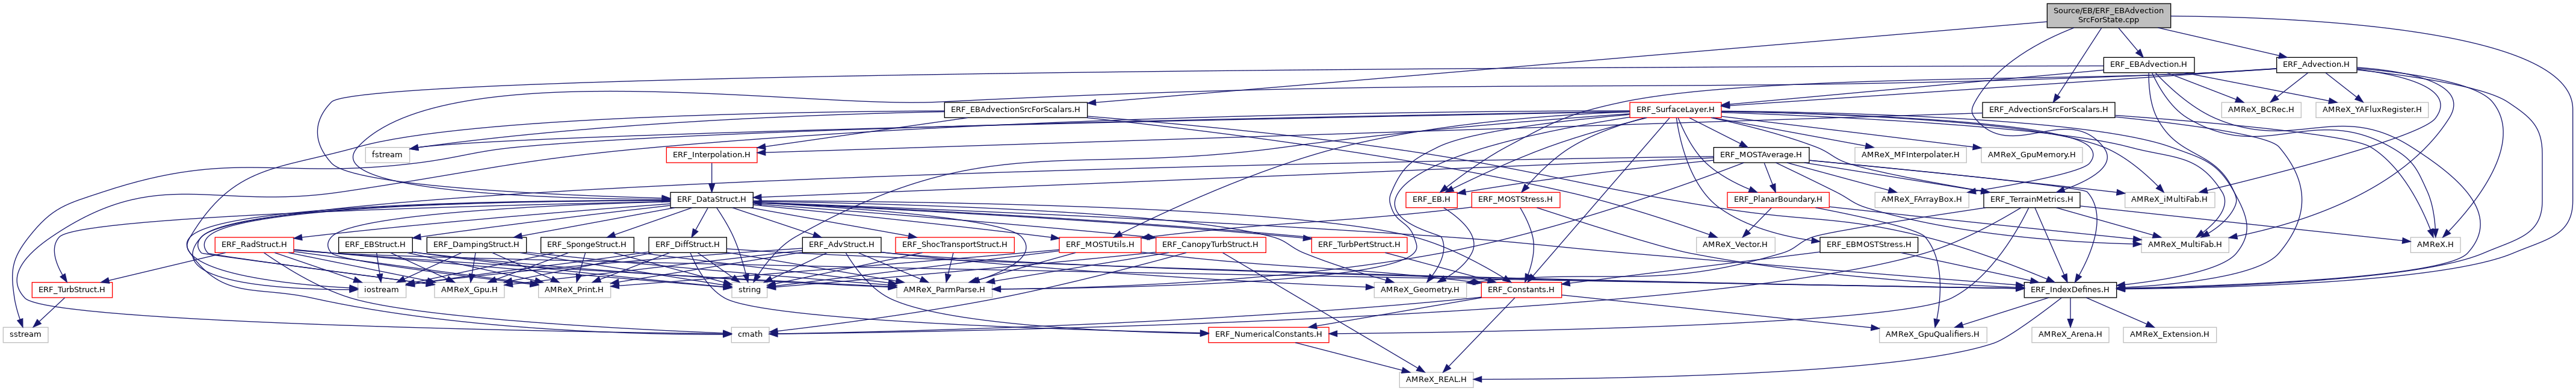 Source/EB/ERF_EBAdvection
SrcForState.cpp
ERF_EBAdvection.H
ERF_Advection.H
ERF_EBAdvectionSrcForScalars.H
ERF_SurfaceLayer.H
ERF_AdvectionSrcForScalars.H
AMReX_BCRec.H
AMReX_YAFluxRegister.H
fstream
ERF_Interpolation.H
ERF_MOSTAverage.H
AMReX_MFInterpolater.H
AMReX_GpuMemory.H
ERF_DataStruct.H
ERF_EB.H
ERF_MOSTStress.H
ERF_PlanarBoundary.H
AMReX_FArrayBox.H
ERF_TerrainMetrics.H
AMReX_iMultiFab.H
ERF_RadStruct.H
ERF_EBStruct.H
ERF_DampingStruct.H
ERF_SpongeStruct.H
ERF_DiffStruct.H
ERF_AdvStruct.H
ERF_ShocTransportStruct.H
ERF_MOSTUtils.H
ERF_CanopyTurbStruct.H
ERF_TurbPertStruct.H
AMReX_Vector.H
ERF_EBMOSTStress.H
AMReX_MultiFab.H
AMReX.H
ERF_TurbStruct.H
iostream
AMReX_Gpu.H
AMReX_Print.H
string
AMReX_ParmParse.H
AMReX_Geometry.H
ERF_Constants.H
ERF_IndexDefines.H
sstream
cmath
ERF_NumericalConstants.H
AMReX_GpuQualifiers.H
AMReX_Arena.H
AMReX_Extension.H
AMReX_REAL.H